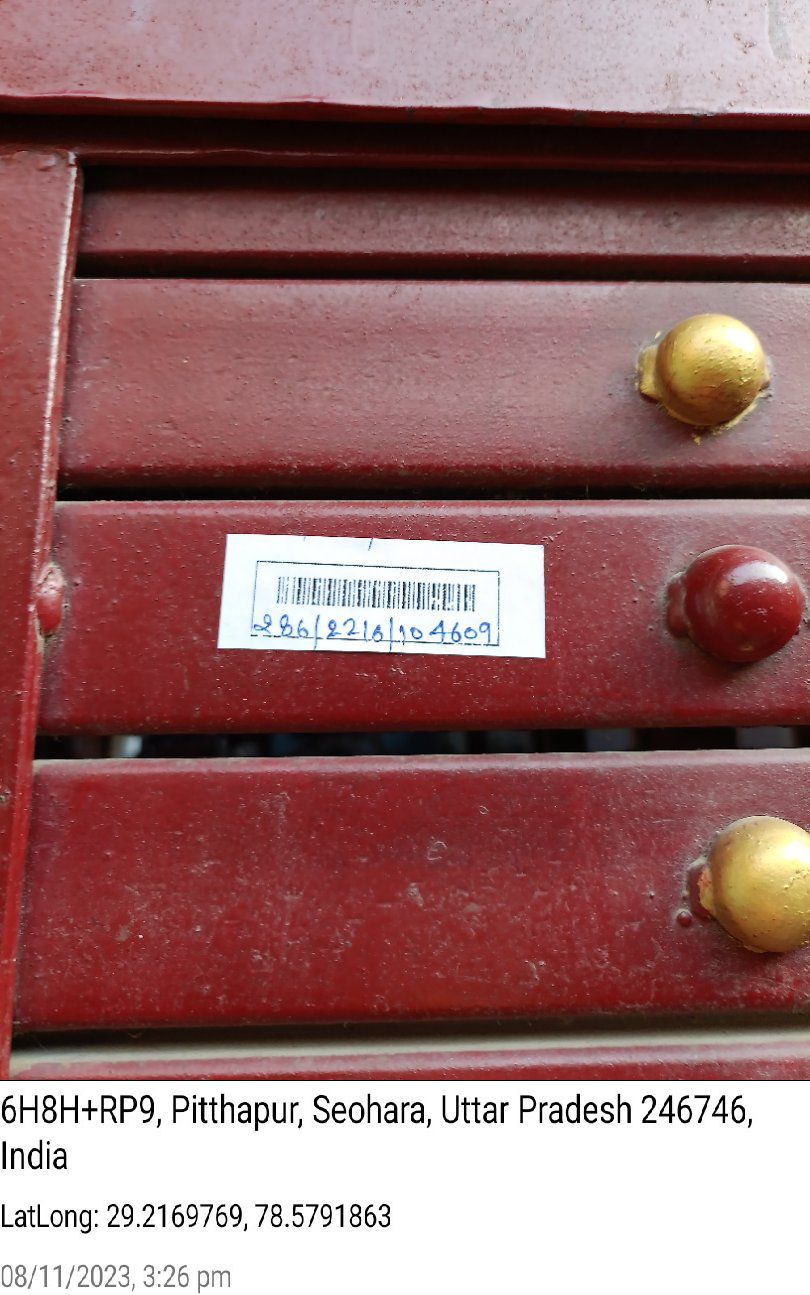 286/2216/104609
6H8H+RP9, Pitthapur, Seohara, Uttar Pradesh 246746,
India
LatLong: 29.2169769, 78.5791863
08/11/2023, 3:26 pm